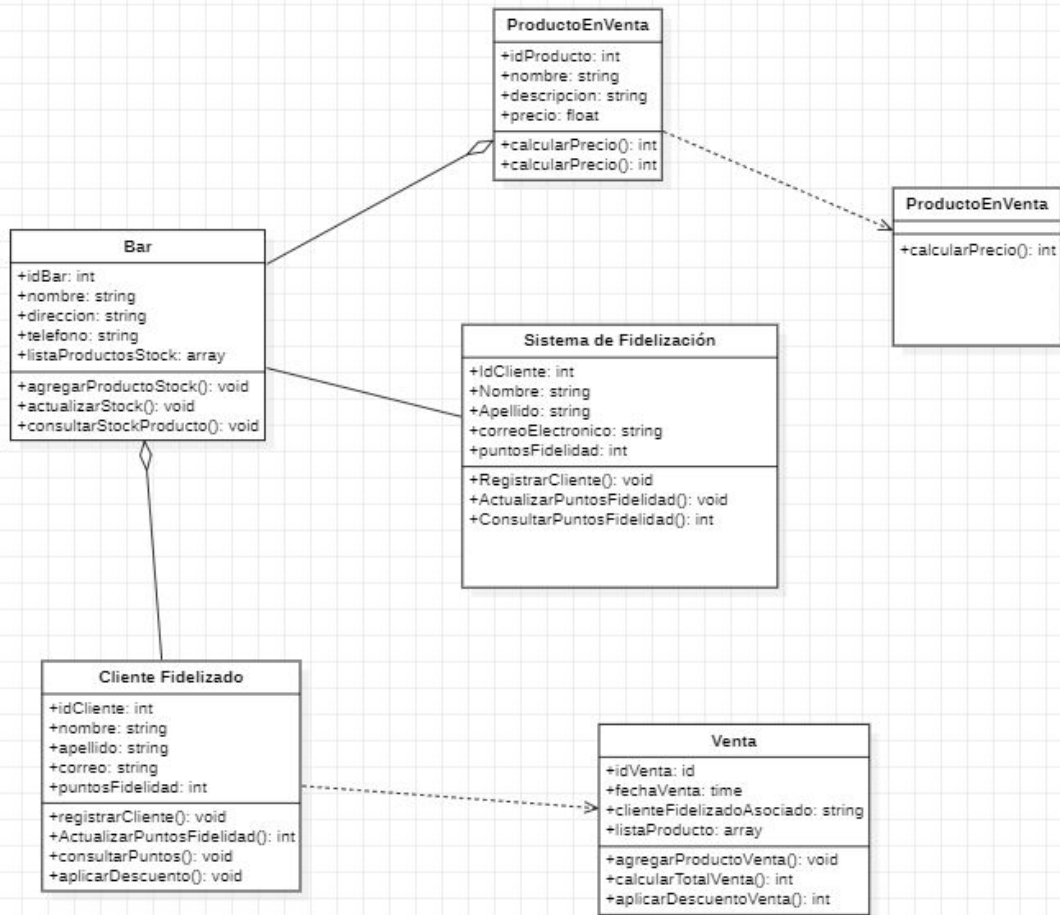 ProductoEnVenta
+idProducto: int
+nombre: string
+descripcion: string
+precio: float
+calcularPrecio(): int
+calcularPrecio(): int
ProductoEnVenta
+calcularPrecio(): int
Bar
+idBar: int
+nombre: string
+direccion: string
+telefono: string
+listaProductosStock: array
+agregarProductoStock(): void
+actualizarStock(): void
+consultarStockProducto(): void
Sistema de Fidelización
+IdCliente: int
+Nombre: string
+Apellido: string
+correoElectronico: string
+puntosFidelidad: int
+RegistrarCliente(): void
+ActualizarPuntosFidelidad(): void
+ConsultarPuntosFidelidad(): int
Cliente Fidelizado
+idCliente: int
+nombre: string
+apellido: string
+correo: string
+puntosFidelidad: int
+registrarCliente(): void
+ActualizarPuntosFidelidad(): int
+consultarPuntos(): void
+aplicarDescuento(): void
Venta
+idVenta: id
+fechaVenta: time
+clienteFidelizadoAsociado: string
+listaProducto: array
+agregarProductoVenta(): void
+calcularTotalVenta(): int
+aplicarDescuentoVenta(): int